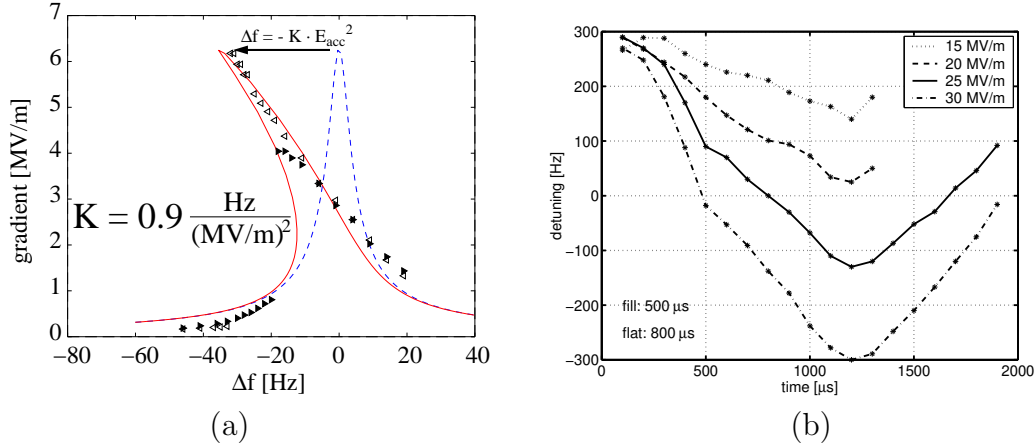 gradient [MV/m]
7
6
5
4
3
2
1
0
Δf = - K · E_acc^2
K = 0.9 Hz/(MV/m)^2
−80 −60 −40 −20 0 20 40
Δf [Hz]
(a)
detuning [Hz]
300
200
100
0
−100
−200
−300
15 MV/m
20 MV/m
25 MV/m
30 MV/m
fill: 500 μs
flat: 800 μs
0 500 1000 1500 2000
time [μs]
(b)